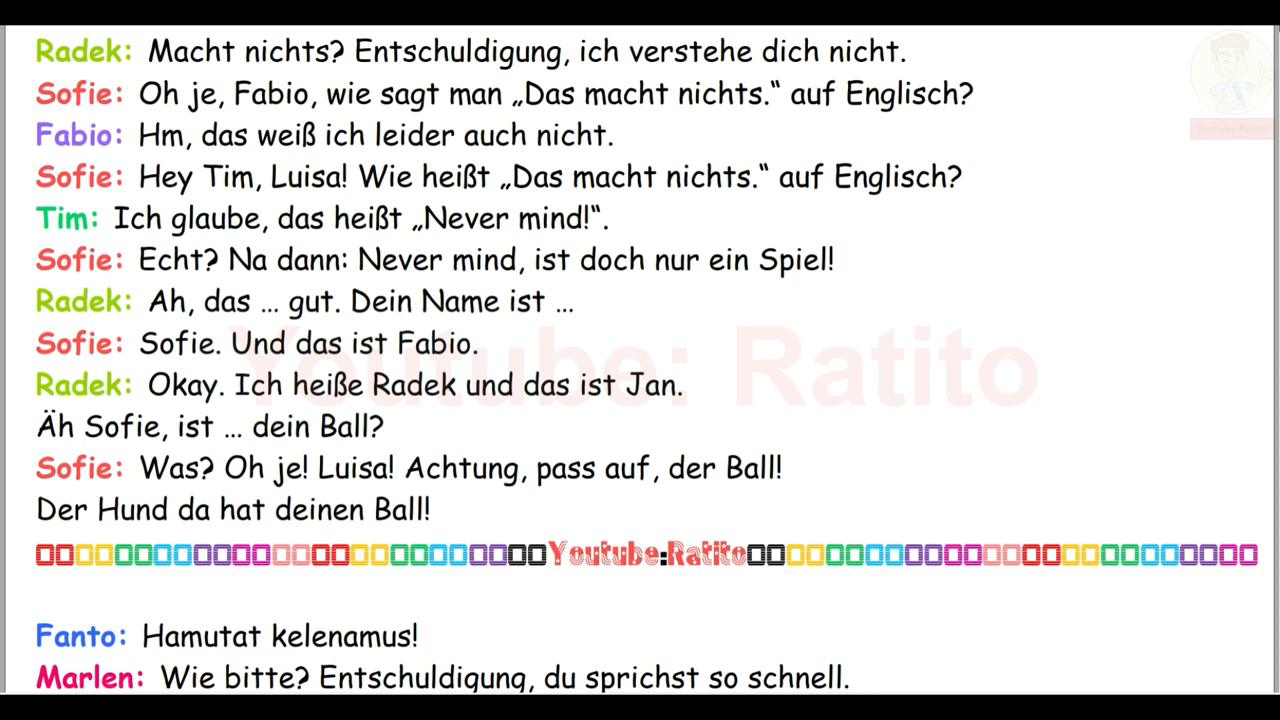 Radek: Macht nichts? Entschuldigung, ich verstehe dich nicht.
Sofie: Oh je, Fabio, wie sagt man „Das macht nichts.“ auf Englisch?
Fabio: Hm, das weiß ich leider auch nicht.
Sofie: Hey Tim, Luisa! Wie heißt „Das macht nichts.“ auf Englisch?
Tim: Ich glaube, das heißt „Never mind!“.
Sofie: Echt? Na dann: Never mind, ist doch nur ein Spiel!
Radek: Ah, das ... gut. Dein Name ist ...
Sofie: Sofie. Und das ist Fabio.
Youtube: Ratito
Radek: Okay. Ich heiße Radek und das ist Jan.
Äh Sofie, ist ... dein Ball?
Sofie: Was? Oh je! Luisa! Achtung, pass auf, der Ball!
Der Hund da hat deinen Ball!
Youtube:Ratito
Fanto: Hamutat kelenamus!
Marlen: Wie bitte? Entschuldigung, du sprichst so schnell.